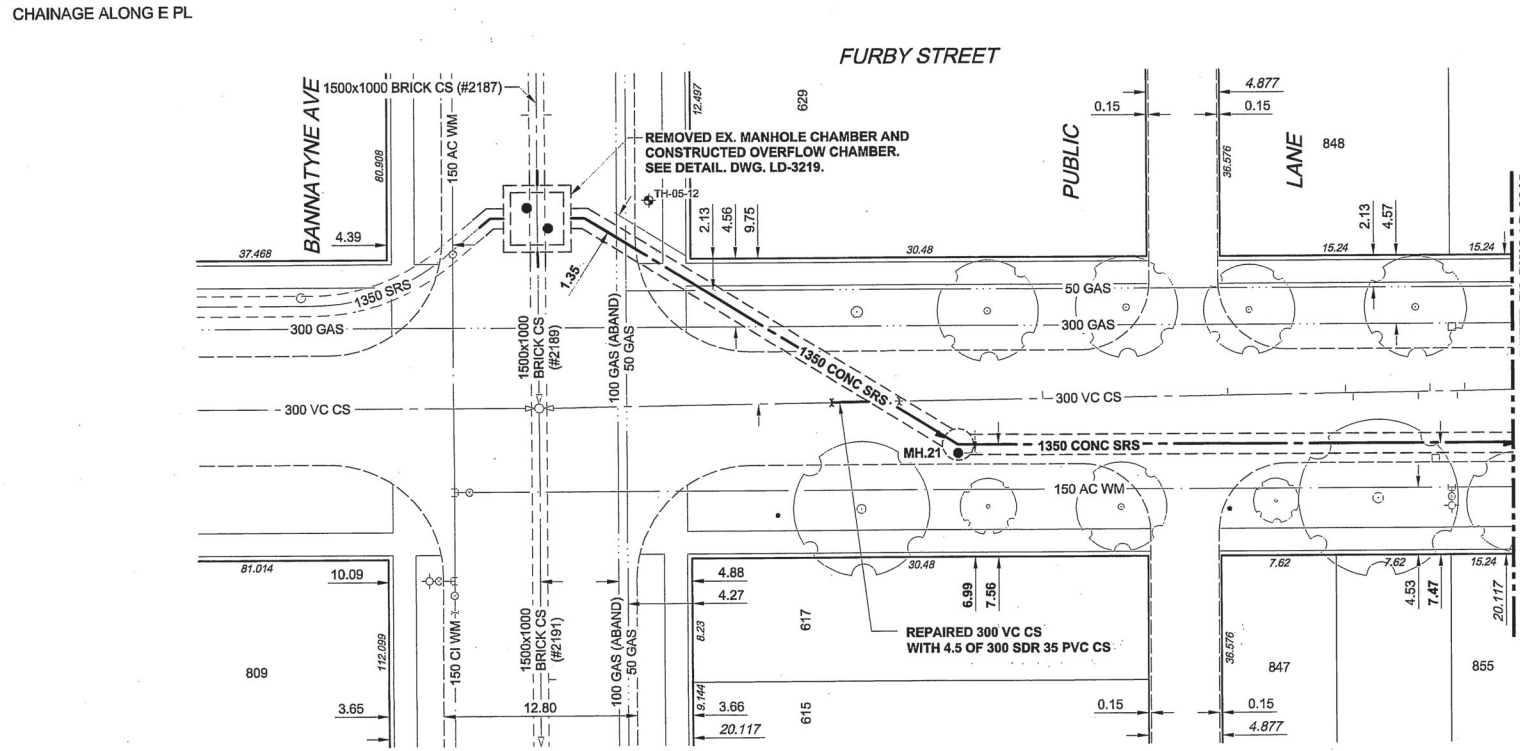 CHAINAGE ALONG E PL
FURBY STREET
BANNATYNE AVE
1500x1000 BRICK CS (#2187)
150 AC WM
80.908
12.497
629
REMOVED EX. MANHOLE CHAMBER AND
CONSTRUCTED OVERFLOW CHAMBER.
SEE DETAIL. DWG. LD-3219.
TH-05-12
PUBLIC
LANE
4.877
0.15
0.15
848
36.576
4.39
37.468
2.13
4.56
9.75
30.48
2.13
4.57
15.24
15.24
1.35
1350 SRS
300 GAS
50 GAS
300 GAS
1500x1000
BRICK CS
(#2189)
100 GAS (ABAND)
50 GAS
1350 CONC SRS
300 VC CS
300 VC CS
MH.21
1350 CONC SRS
150 AC WM
81.014
10.09
112.099
809
3.65
150 CI WM
1500x1000
BRICK CS
(#2191)
12.80
100 GAS (ABAND)
50 GAS
4.88
4.27
8.23
617
30.48
6.99
7.56
REPAIRED 300 VC CS
WITH 4.5 OF 300 SDR 35 PVC CS
9.144
3.66
20.117
615
0.15
0.15
4.877
36.576
847
7.62
7.62
15.24
4.53
7.47
20.117
855